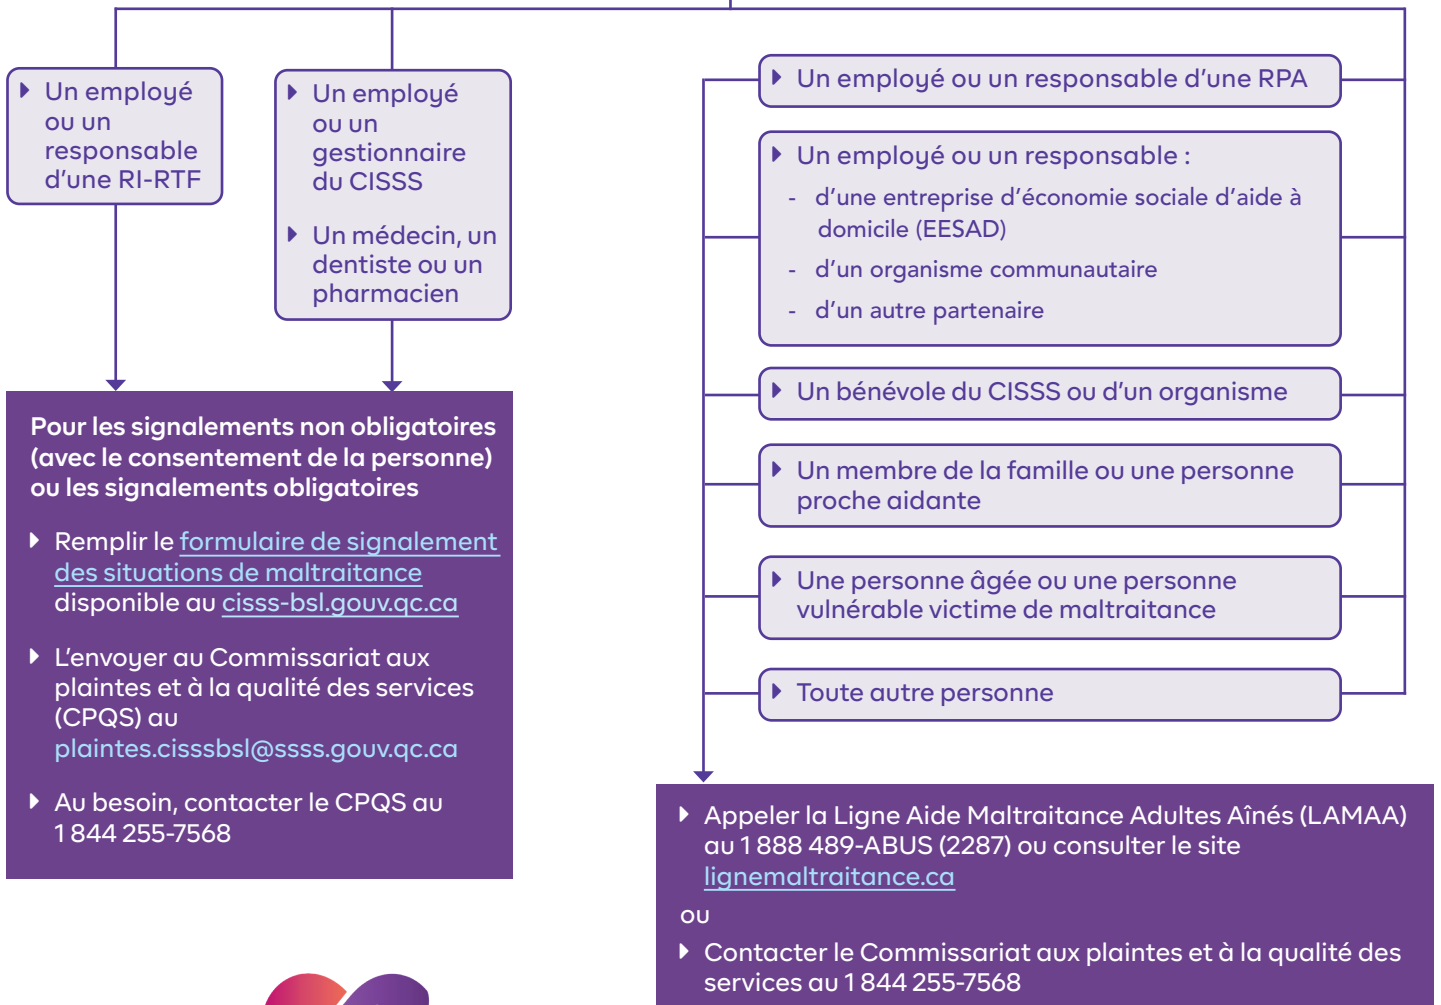 Un employé
ou un
responsable
d'une RI-RTF
Un employé
ou un
gestionnaire
du CISSS
Un médecin, un
dentiste ou un
pharmacien
Pour les signalements non obligatoires
(avec le consentement de la personne)
ou les signalements obligatoires
Remplir le formulaire de signalement
des situations de maltraitance
disponible au cisss-bsl.gouv.qc.ca
L'envoyer au Commissariat aux
plaintes et à la qualité des services
(CPQS) au
plaintes.cisssbsl@ssss.gouv.qc.ca
Au besoin, contacter le CPQS au
1 844 255-7568
Un employé ou un responsable d'une RPA
Un employé ou un responsable :
- d'une entreprise d'économie sociale d'aide à
domicile (EESAD)
- d'un organisme communautaire
- d'un autre partenaire
Un bénévole du CISSS ou d'un organisme
Un membre de la famille ou une personne
proche aidante
Une personne âgée ou une personne
vulnérable victime de maltraitance
Toute autre personne
Appeler la Ligne Aide Maltraitance Adultes Aînés (LAMAA)
au 1 888 489-ABUS (2287) ou consulter le site
lignemaltraitance.ca
ou
Contacter le Commissariat aux plaintes et à la qualité des
services au 1 844 255-7568